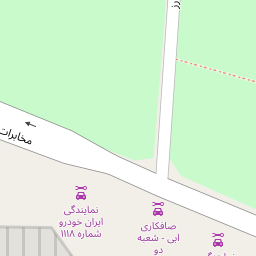 مخابرات
نمایندگی
ایران خودرو
شماره ۱۱۱۸
صافکاری
ابی - شعبه
دو